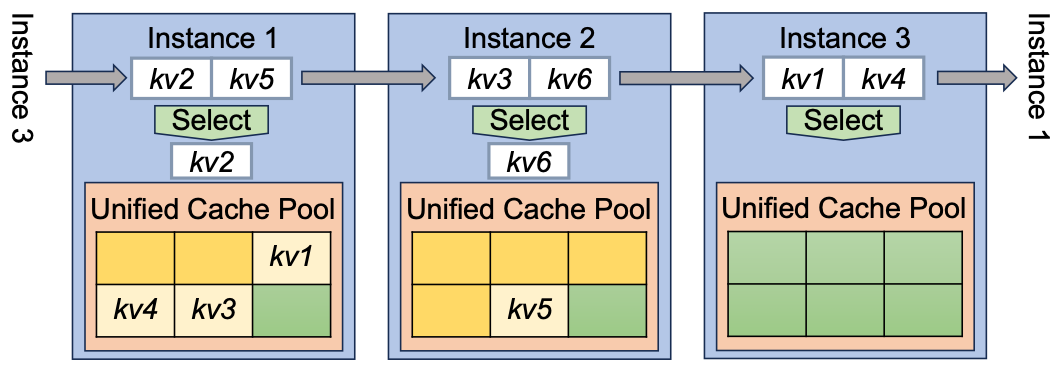 Instance 3
Instance 1
kv2 kv5
Select
kv2
Unified Cache Pool
kv1
kv4 kv3
Instance 2
kv3 kv6
Select
kv6
Unified Cache Pool
kv5
Instance 3
kv1 kv4
Select
Unified Cache Pool
Instance 1